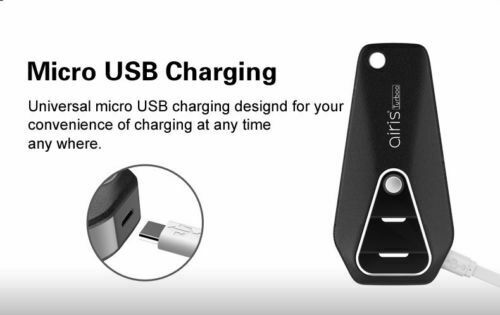 Micro USB Charging
Universal micro USB charging designd for your
convenience of charging at any time
any where.
airis Turboo